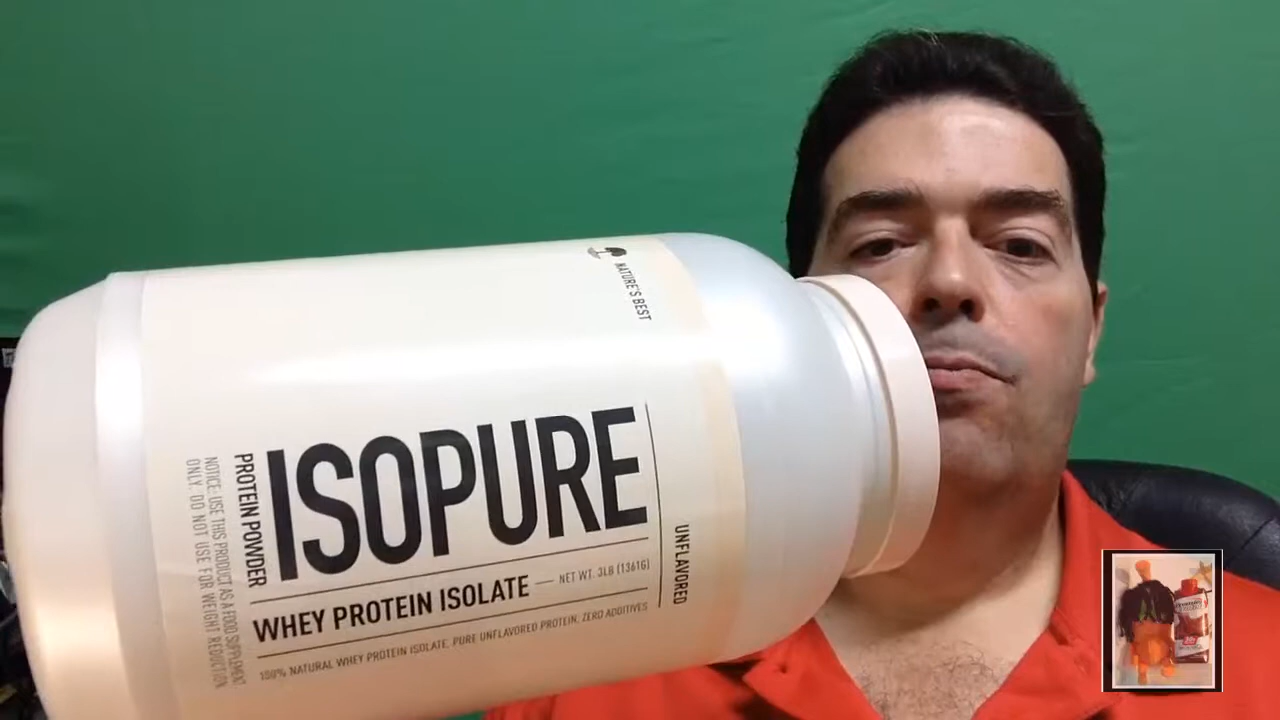 NATURE'S BEST
PROTEIN POWDER
ISOPURE
WHEY PROTEIN ISOLATE — NET WT. 3LB (1361G)
100% NATURAL WHEY PROTEIN ISOLATE, PURE UNFLAVORED PROTEIN, ZERO ADDITIVES
UNFLAVORED
NOTICE: USE THIS PRODUCT AS A FOOD SUPPLEMENT
ONLY. DO NOT USE FOR WEIGHT REDUCTION